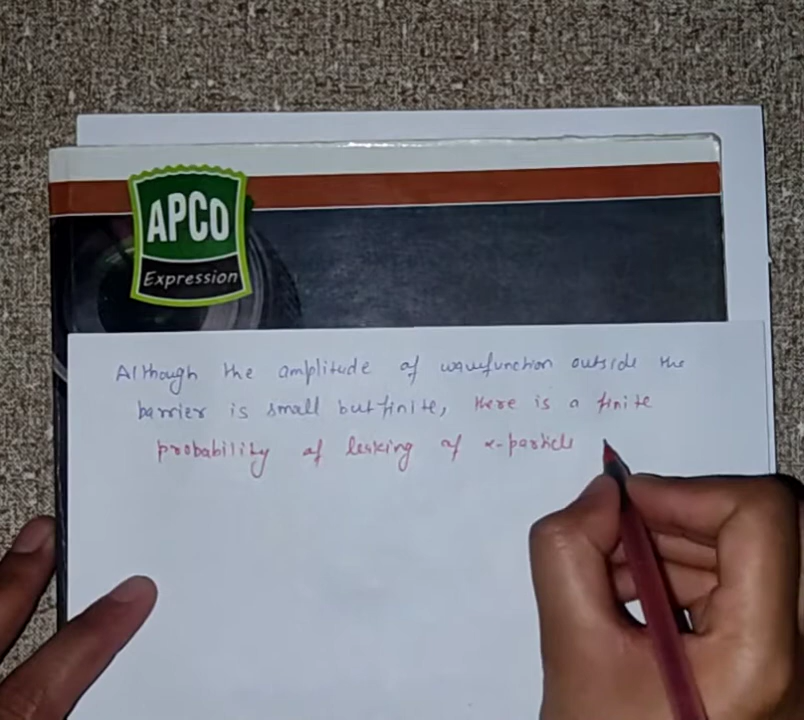 APCO
Expression
Although the amplitude of wavefunction outside the
barrier is small but finite, there is a finite
probability of leaking of α-particle